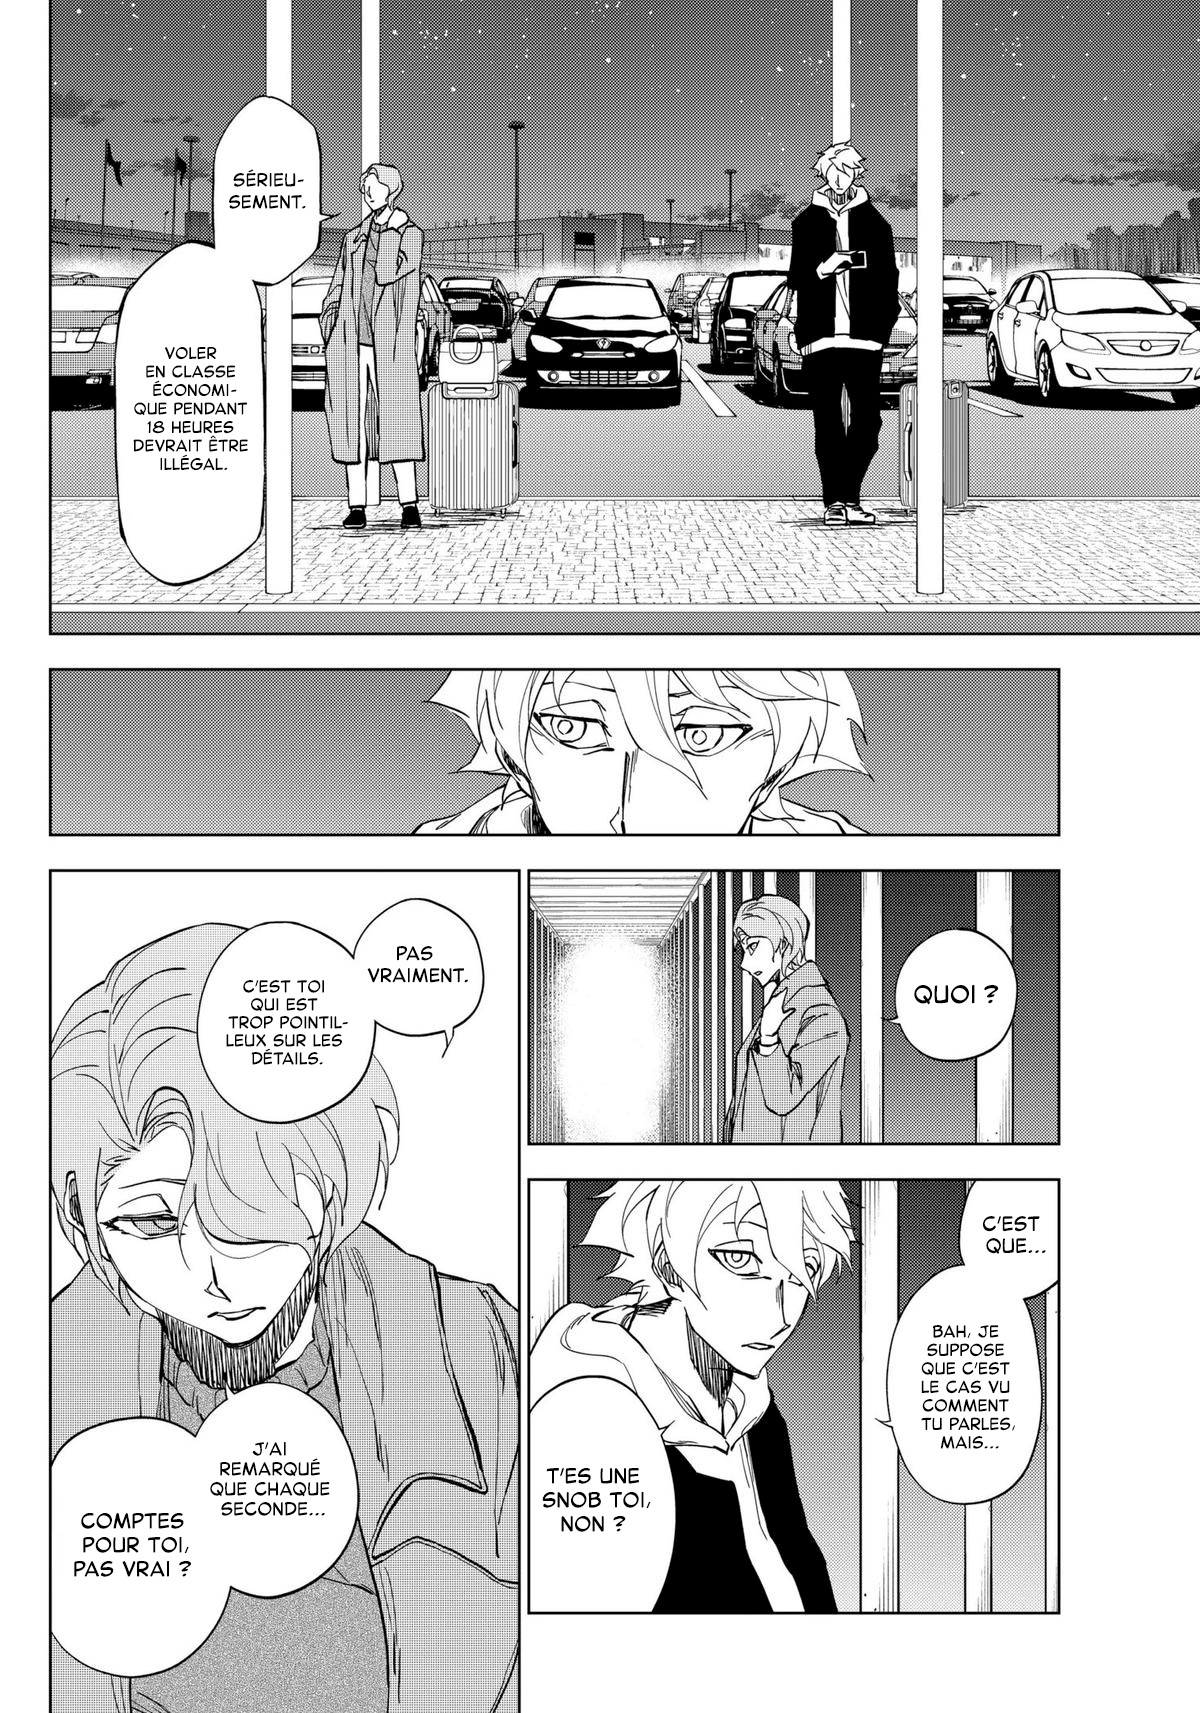 SÉRIEU-
SEMENT.
VOLER
EN CLASSE
ÉCONOMI-
QUE PENDANT
18 HEURES
DEVRAIT ÊTRE
ILLÉGAL.
QUOI ?
C'EST
QUE...
BAH, JE
SUPPOSE
QUE C'EST
LE CAS VU
COMMENT
TU PARLES,
MAIS...
T'ES UNE
SNOB TOI,
NON ?
PAS
VRAIMENT.
C'EST TOI
QUI EST
TROP POINTIL-
LEUX SUR LES
DÉTAILS.
J'AI
REMARQUÉ
QUE CHAQUE
SECONDE...
COMPTES
POUR TOI,
PAS VRAI ?